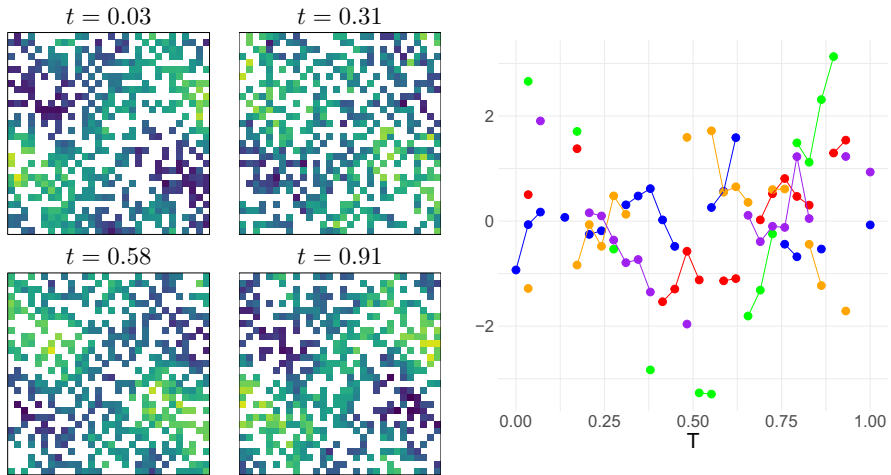 t = 0.03
t = 0.31
t = 0.58
t = 0.91
2
0
−2
0.00 0.25 0.50 0.75 1.00
T